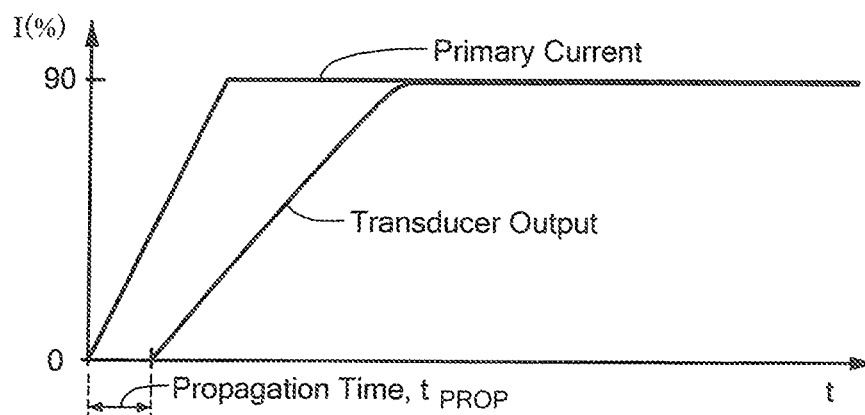 I(%)
Primary Current
90
Transducer Output
0
Propagation Time, t PROP
t